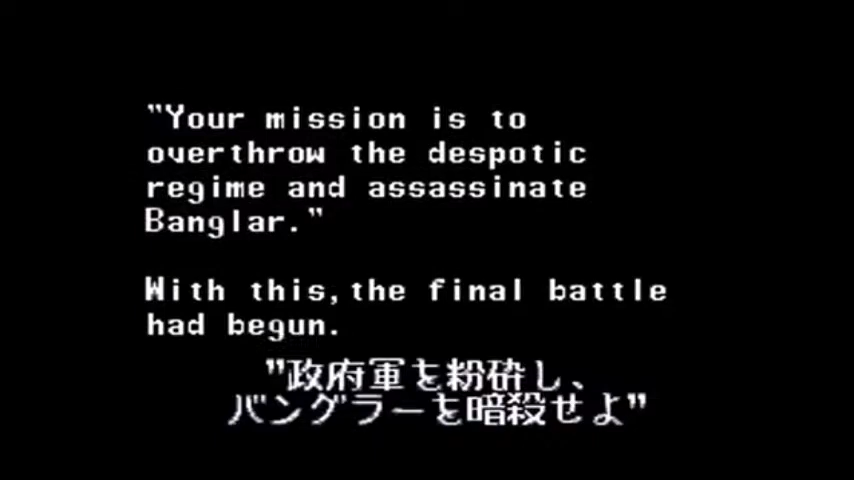 "Your mission is to
overthrow the despotic
regime and assassinate
Banglar."
With this,the final battle
had begun.
"政府軍を粉砕し、
バングラーを暗殺せよ"